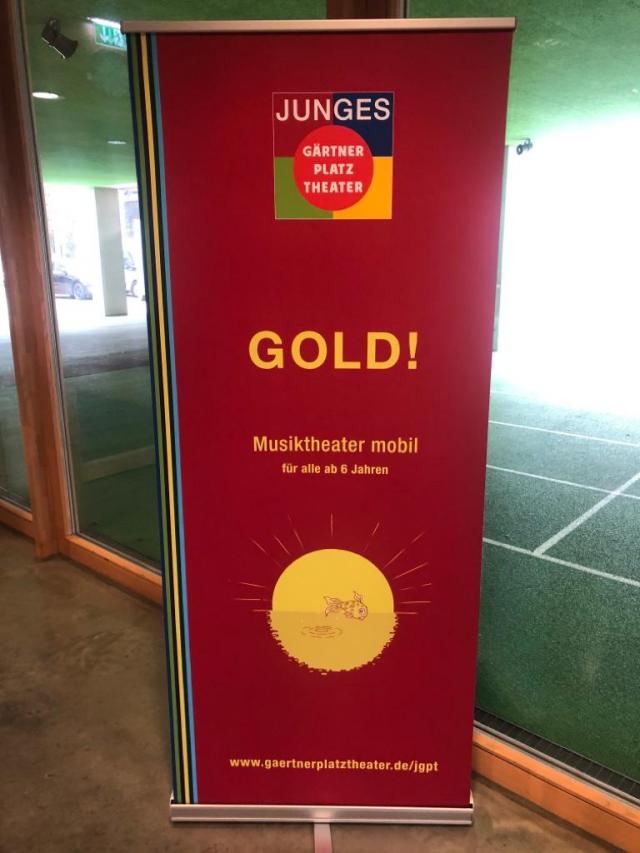 JUNGES
GÄRTNER
PLATZ
THEATER
GOLD!
Musiktheater mobil
für alle ab 6 Jahren
www.gaertnerplatztheater.de/jgpt